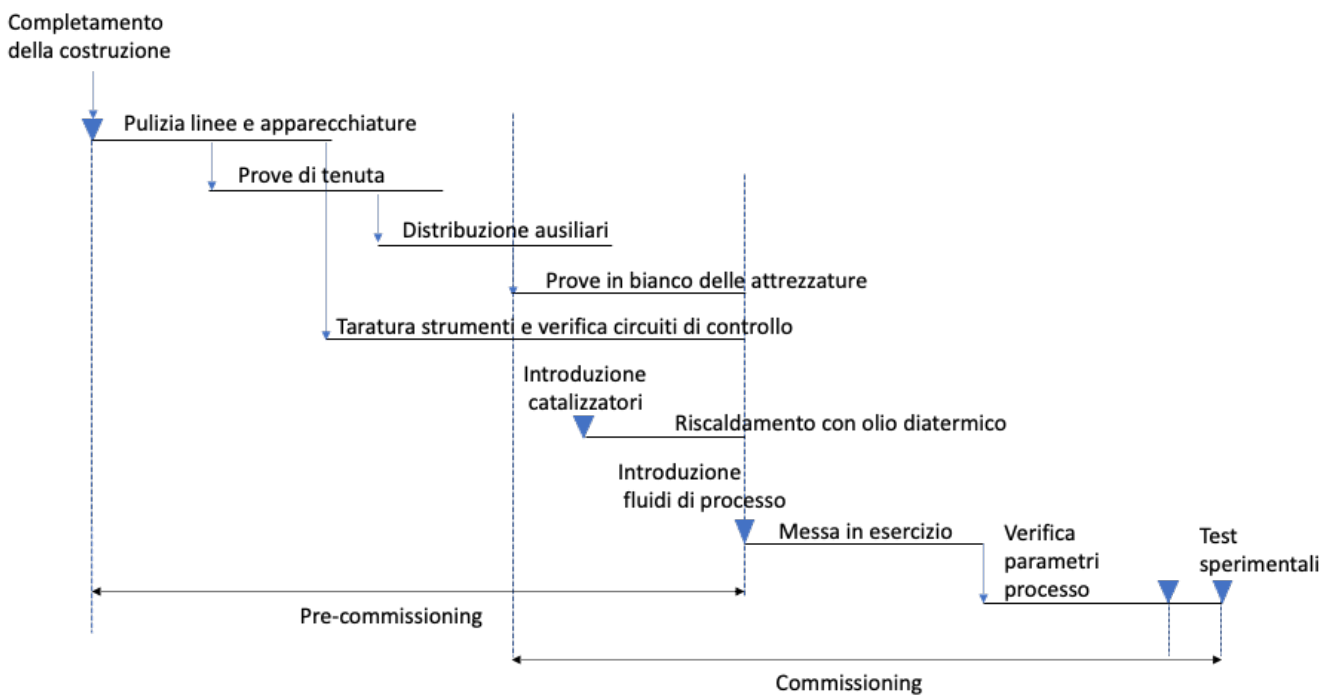 Completamento
della costruzione
Pulizia linee e apparecchiature
Prove di tenuta
Distribuzione ausiliari
Prove in bianco delle attrezzature
Taratura strumenti e verifica circuiti di controllo
Introduzione
catalizzatori
Riscaldamento con olio diatermico
Introduzione
fluidi di processo
Messa in esercizio
Verifica
parametri
processo
Test
sperimentali
Pre-commissioning
Commissioning